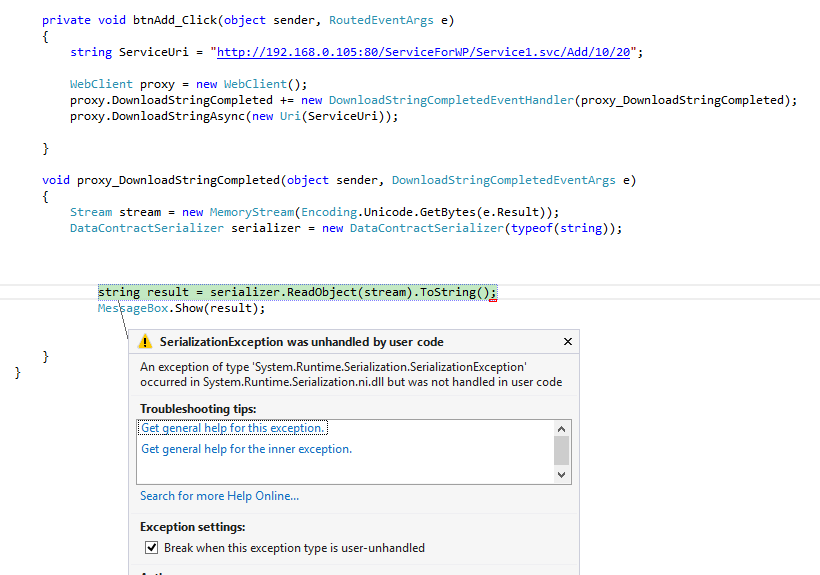 private void btnAdd_Click(object sender, RoutedEventArgs e)
{
string ServiceUri = "http://192.168.0.105:80/ServiceForWP/Service1.svc/Add/10/20";
WebClient proxy = new WebClient();
proxy.DownloadStringCompleted += new DownloadStringCompletedEventHandler(proxy_DownloadStringCompleted);
proxy.DownloadStringAsync(new Uri(ServiceUri));
}
void proxy_DownloadStringCompleted(object sender, DownloadStringCompletedEventArgs e)
{
Stream stream = new MemoryStream(Encoding.Unicode.GetBytes(e.Result));
DataContractSerializer serializer = new DataContractSerializer(typeof(string));
string result = serializer.ReadObject(stream).ToString();
MessageBox.Show(result);
}
}
SerializationException was unhandled by user code
An exception of type 'System.Runtime.Serialization.SerializationException'
occurred in System.Runtime.Serialization.ni.dll but was not handled in user code
Troubleshooting tips:
Get general help for this exception.
Get general help for the inner exception.
Search for more Help Online...
Exception settings:
Break when this exception type is user-unhandled